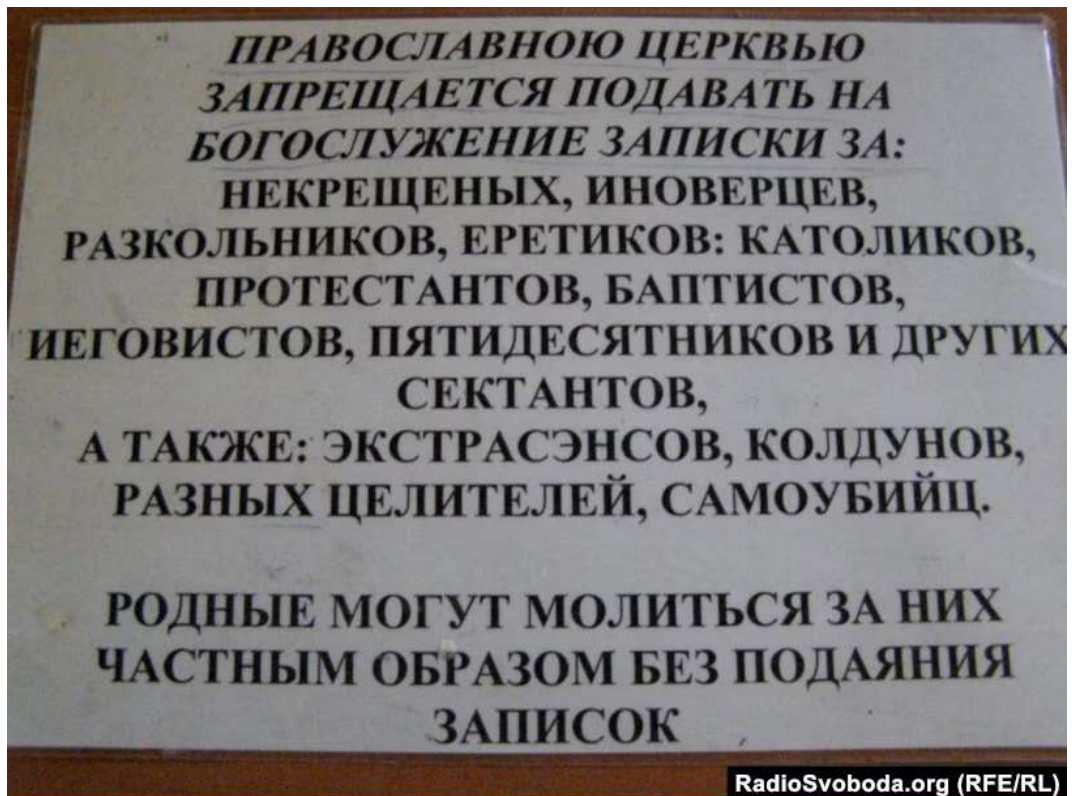 ПРАВОСЛАВНОЮ ЦЕРКВЬЮ
ЗАПРЕЩАЕТСЯ ПОДАВАТЬ НА
БОГОСЛУЖЕНИЕ ЗАПИСКИ ЗА:
НЕКРЕЩЕНЫХ, ИНОВЕРЦЕВ,
РАЗКОЛЬНИКОВ, ЕРЕТИКОВ: КАТОЛИКОВ,
ПРОТЕСТАНТОВ, БАПТИСТОВ,
ИЕГОВИСТОВ, ПЯТИДЕСЯТНИКОВ И ДРУГИХ
СЕКТАНТОВ,
А ТАКЖЕ: ЭКСТРАСЭНСОВ, КОЛДУНОВ,
РАЗНЫХ ЦЕЛИТЕЛЕЙ, САМОУБИЙЦ.
РОДНЫЕ МОГУТ МОЛИТЬСЯ ЗА НИХ
ЧАСТНЫМ ОБРАЗОМ БЕЗ ПОДАЯНИЯ
ЗАПИСОК
RadioSvoboda.org (RFE/RL)